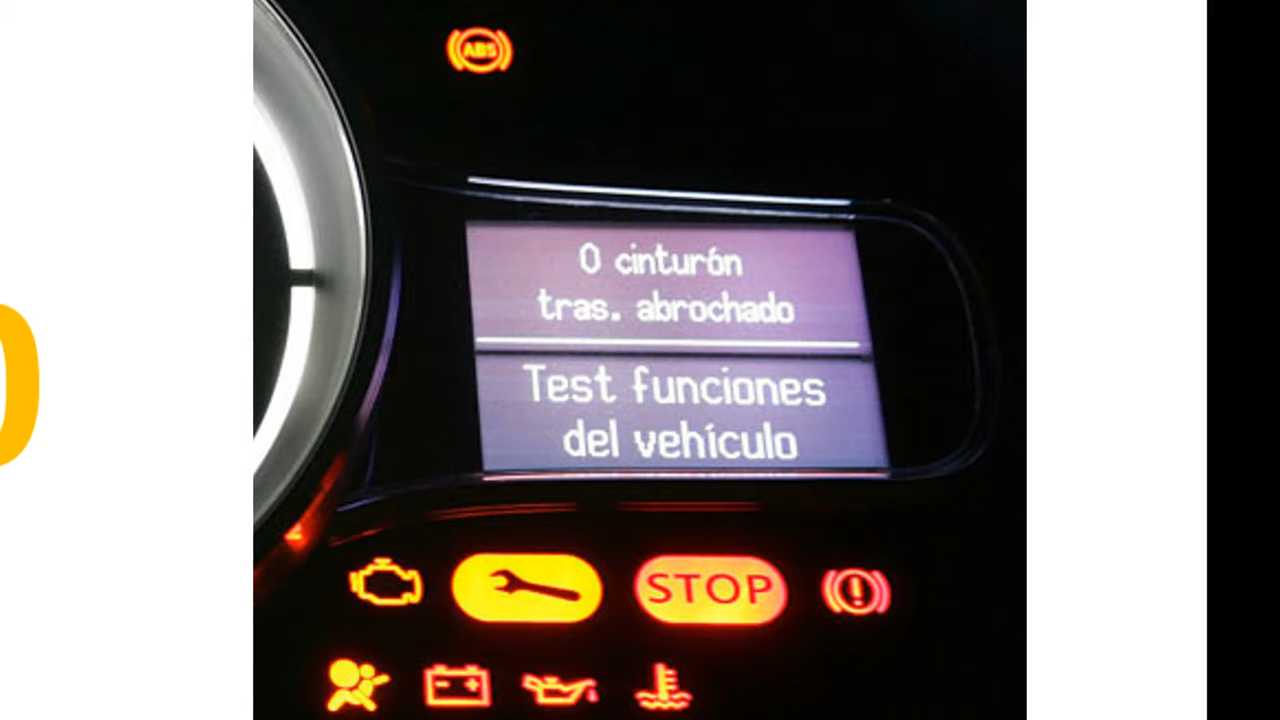 ABS
0 cinturón
tras. abrochado
Test funciones
del vehículo
STOP